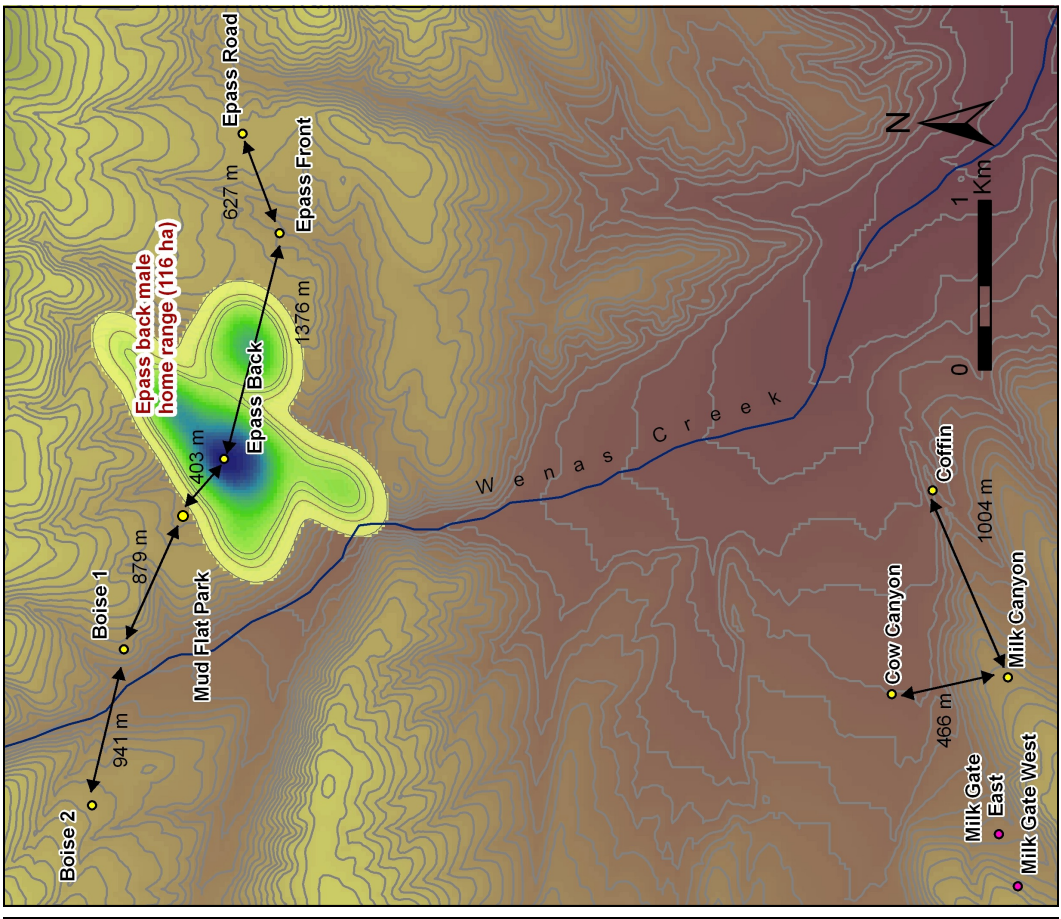 Boise 2
941 m
Boise 1
879 m
Mud Flat Park
403 m
Epass Back
Epass back male
home range (116 ha)
1376 m
Epass Front
627 m
Epass Road
Wenas Creek
N
0
1
Km
Coffin
1004 m
Milk Canyon
Cow Canyon
466 m
Milk Gate
East
Milk Gate West